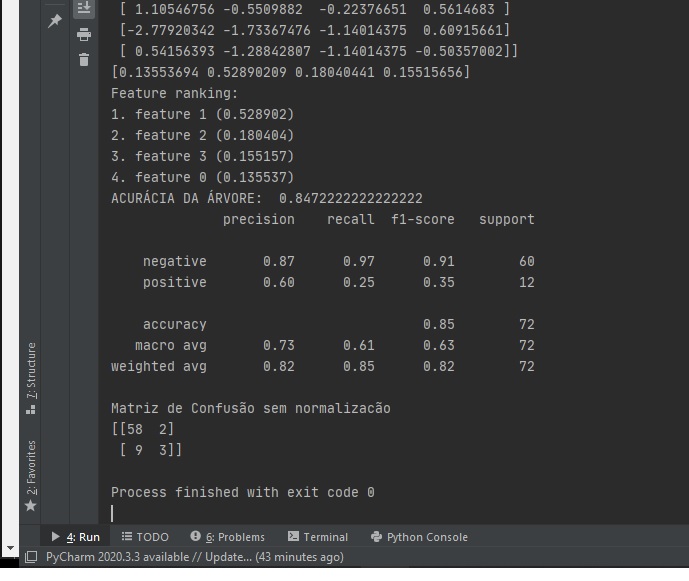 [ 1.10546756 -0.5509882  -0.22376651  0.5614683 ]
[-2.77920342 -1.73367476 -1.14014375  0.60915661]
[ 0.54156393 -1.28842807 -1.14014375 -0.50357002]]
[0.13553694 0.52890209 0.18040441 0.15515656]
Feature ranking:
1. feature 1 (0.528902)
2. feature 2 (0.180404)
3. feature 3 (0.155157)
4. feature 0 (0.135537)
ACURÁCIA DA ÁRVORE:  0.8472222222222222
precision    recall  f1-score   support
negative       0.87      0.97      0.91        60
positive       0.60      0.25      0.35        12
accuracy                           0.85        72
macro avg       0.73      0.61      0.63        72
weighted avg       0.82      0.85      0.82        72
Matriz de Confusão sem normalizacão
[[58  2]
[ 9  3]]
Process finished with exit code 0
7: Structure
2: Favorites
4: Run TODO 6: Problems Terminal Python Console
PyCharm 2020.3.3 available // Update... (43 minutes ago)